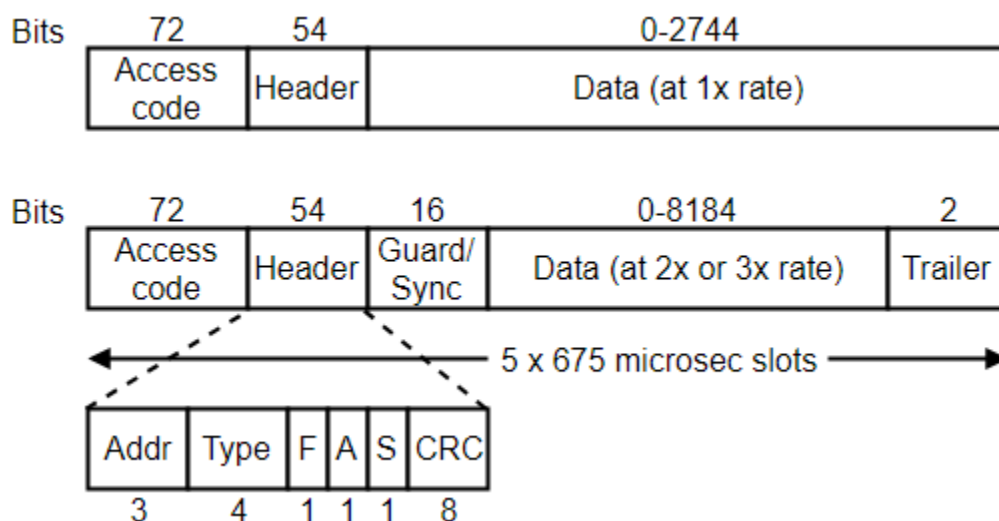 Bits 72 54 0-2744
Access code Header Data (at 1x rate)
Bits 72 54 16 0-8184 2
Access code Header Guard/ Sync Data (at 2x or 3x rate) Trailer
5 x 675 microsec slots
Addr Type F A S CRC
3 4 1 1 1 8